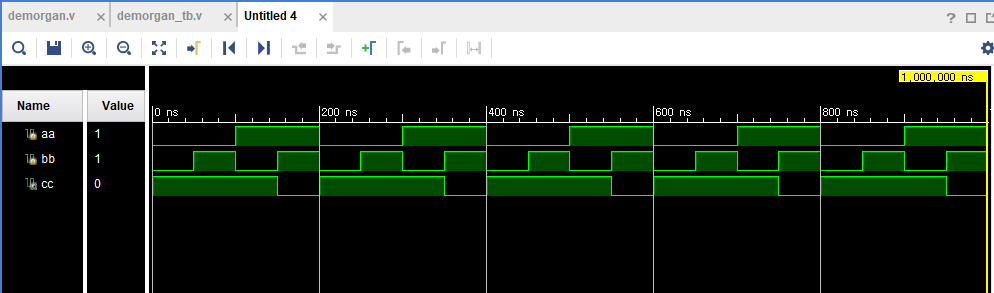 demorgan.v × demorgan_tb.v × Untitled 4 ×
?
1,000,000 ns
Name Value
0 ns 200 ns 400 ns 600 ns 800 ns
aa 1
bb 1
cc 0